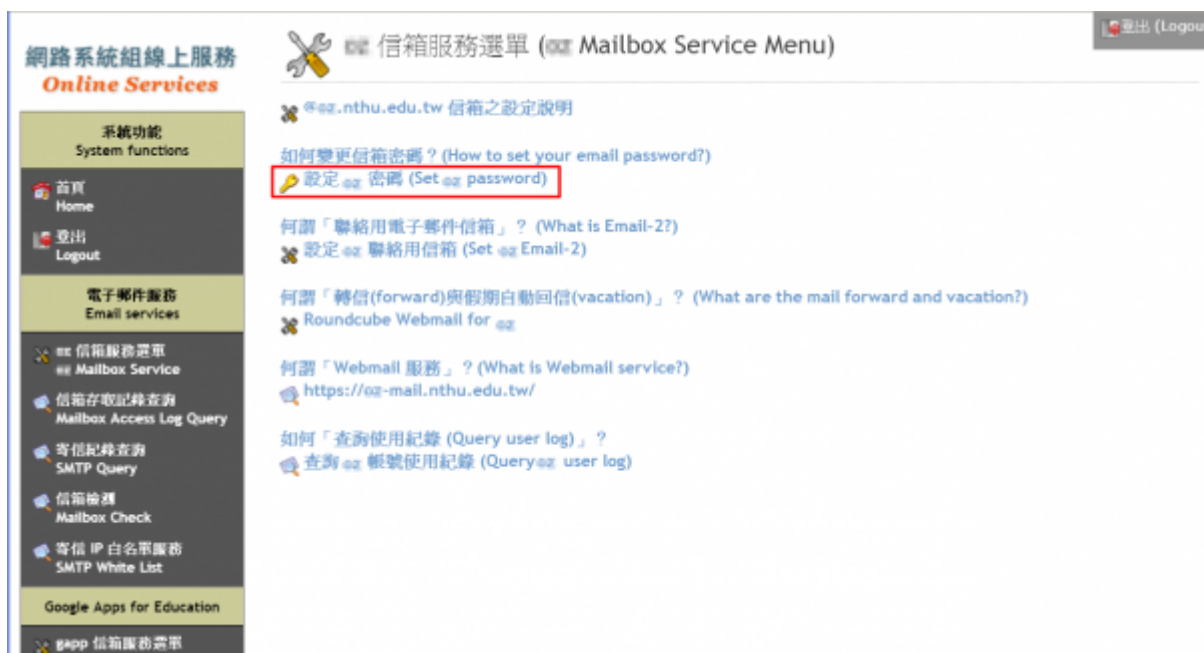 網路系統組線上服務
Online Services
系統功能
System functions
首頁
Home
登出
Logout
電子郵件服務
Email services
信箱服務選單
Mailbox Service
信箱存取記錄查詢
Mailbox Access Log Query
寄信記錄查詢
SMTP Query
信箱檢測
Mailbox Check
寄信 IP 白名單服務
SMTP White List
Google Apps for Education
gapp 信箱服務選單
信箱服務選單 (oz Mailbox Service Menu)
登出 (Logou
@oz.nthu.edu.tw 信箱之設定說明
如何變更信箱密碼？(How to set your email password?)
設定 oz 密碼 (Set oz password)
何謂「聯絡用電子郵件信箱」？ (What is Email-2?)
設定 oz 聯絡用信箱 (Set oz Email-2)
何謂「轉信(forward)與假期自動回信(vacation)」？ (What are the mail forward and vacation?)
Roundcube Webmail for oz
何謂「Webmail 服務」？(What is Webmail service?)
https://oz-mail.nthu.edu.tw/
如何「查詢使用紀錄 (Query user log)」？
查詢 oz 帳號使用紀錄 (Query oz user log)